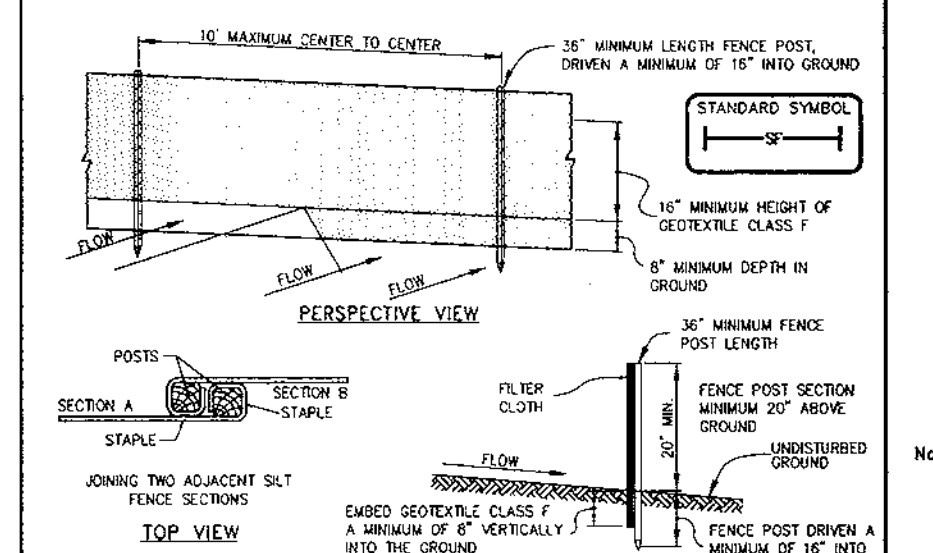 10' MAXIMUM CENTER TO CENTER
36" MINIMUM LENGTH FENCE POST,
DRIVEN A MINIMUM OF 16" INTO GROUND
STANDARD SYMBOL
SF
16" MINIMUM HEIGHT OF
GEOTEXTILE CLASS F
8" MINIMUM DEPTH IN
GROUND
FLOW
FLOW
FLOW
PERSPECTIVE VIEW
36" MINIMUM FENCE
POST LENGTH
POSTS
SECTION A
SECTION B
STAPLE
STAPLE
JOINING TWO ADJACENT SILT
FENCE SECTIONS
TOP VIEW
FILTER
CLOTH
20" MIN.
FENCE POST SECTION
MINIMUM 20" ABOVE
GROUND
UNDISTURBED
GROUND
FLOW
EMBED GEOTEXTILE CLASS F
A MINIMUM OF 8" VERTICALLY
INTO THE GROUND
FENCE POST DRIVEN A
MINIMUM OF 16" INTO